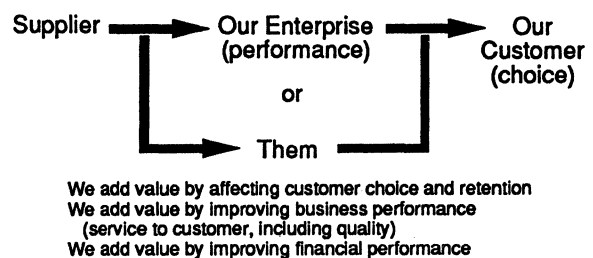 Supplier
Our Enterprise
(performance)
Our
Customer
(choice)
or
Them
We add value by affecting customer choice and retention
We add value by improving business performance
(service to customer, including quality)
We add value by improving financial performance